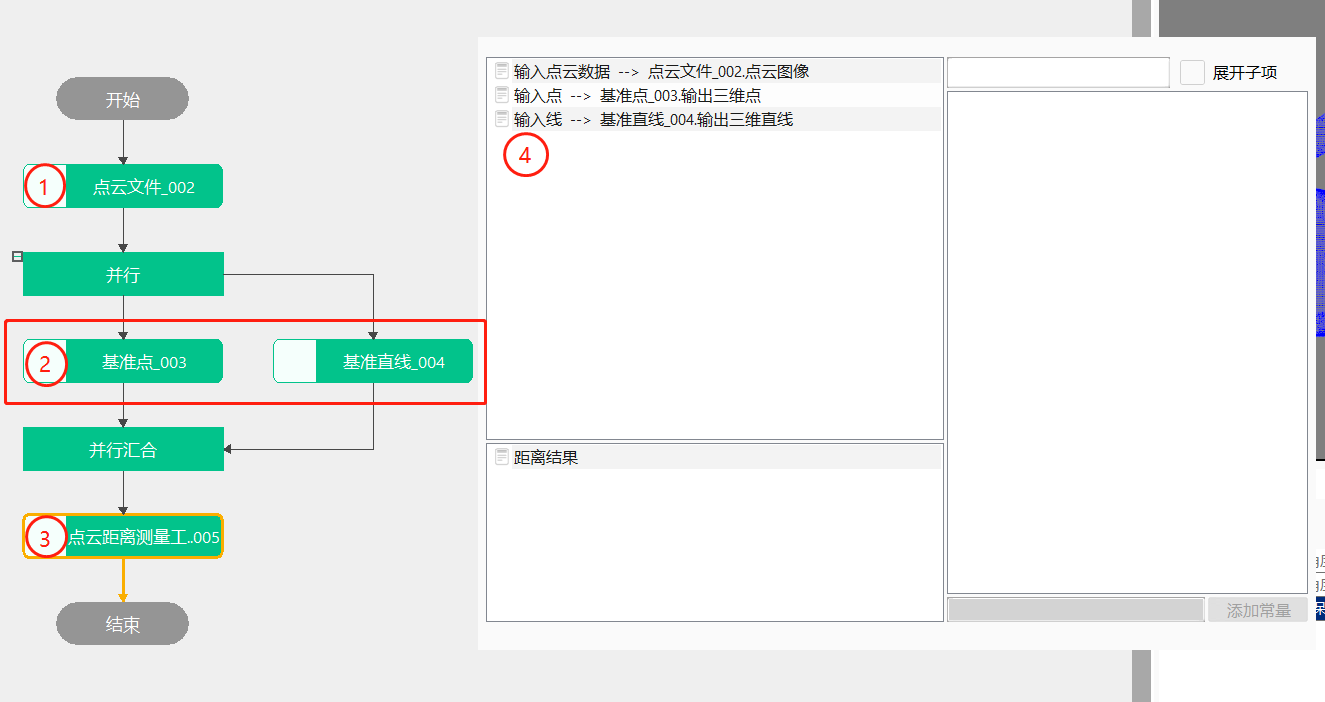 开始
① 点云文件_002
并行
② 基准点_003
基准直线_004
并行汇合
③ 点云距离测量工..005
结束
输入点云数据 --> 点云文件_002.点云图像
输入点 --> 基准点_003.输出三维点
输入线 --> 基准直线_004.输出三维直线
④
距离结果
展开子项
添加常量